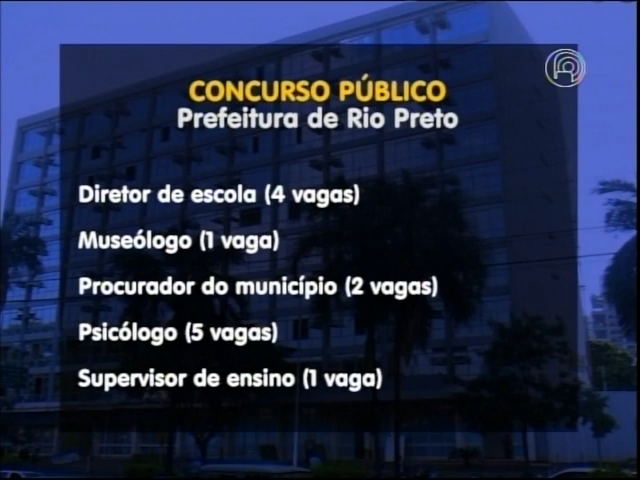 CONCURSO PÚBLICO
Prefeitura de Rio Preto
Diretor de escola (4 vagas)
Museólogo (1 vaga)
Procurador do município (2 vagas)
Psicólogo (5 vagas)
Supervisor de ensino (1 vaga)